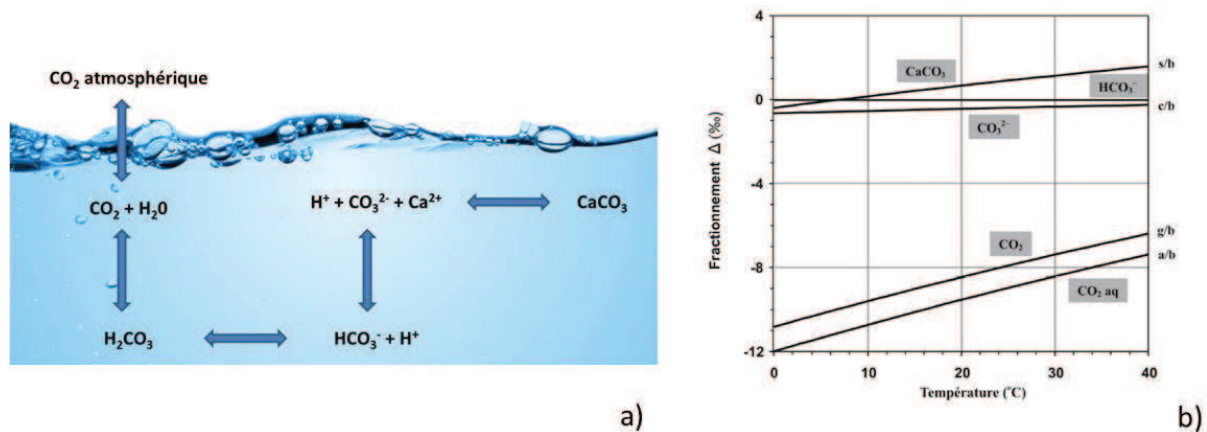 CO₂ atmosphérique
CO₂ + H₂0
H⁺ + CO₃²⁻ + Ca²⁺
CaCO₃
H₂CO₃
HCO₃⁻ + H⁺
a)
Fractionnement Δ (‰)
4
0
-4
-8
-12
CaCO₃
s/b
HCO₃⁻
c/b
CO₃²⁻
CO₂
g/b
a/b
CO₂ aq
0
10
20
30
40
Température (°C)
b)